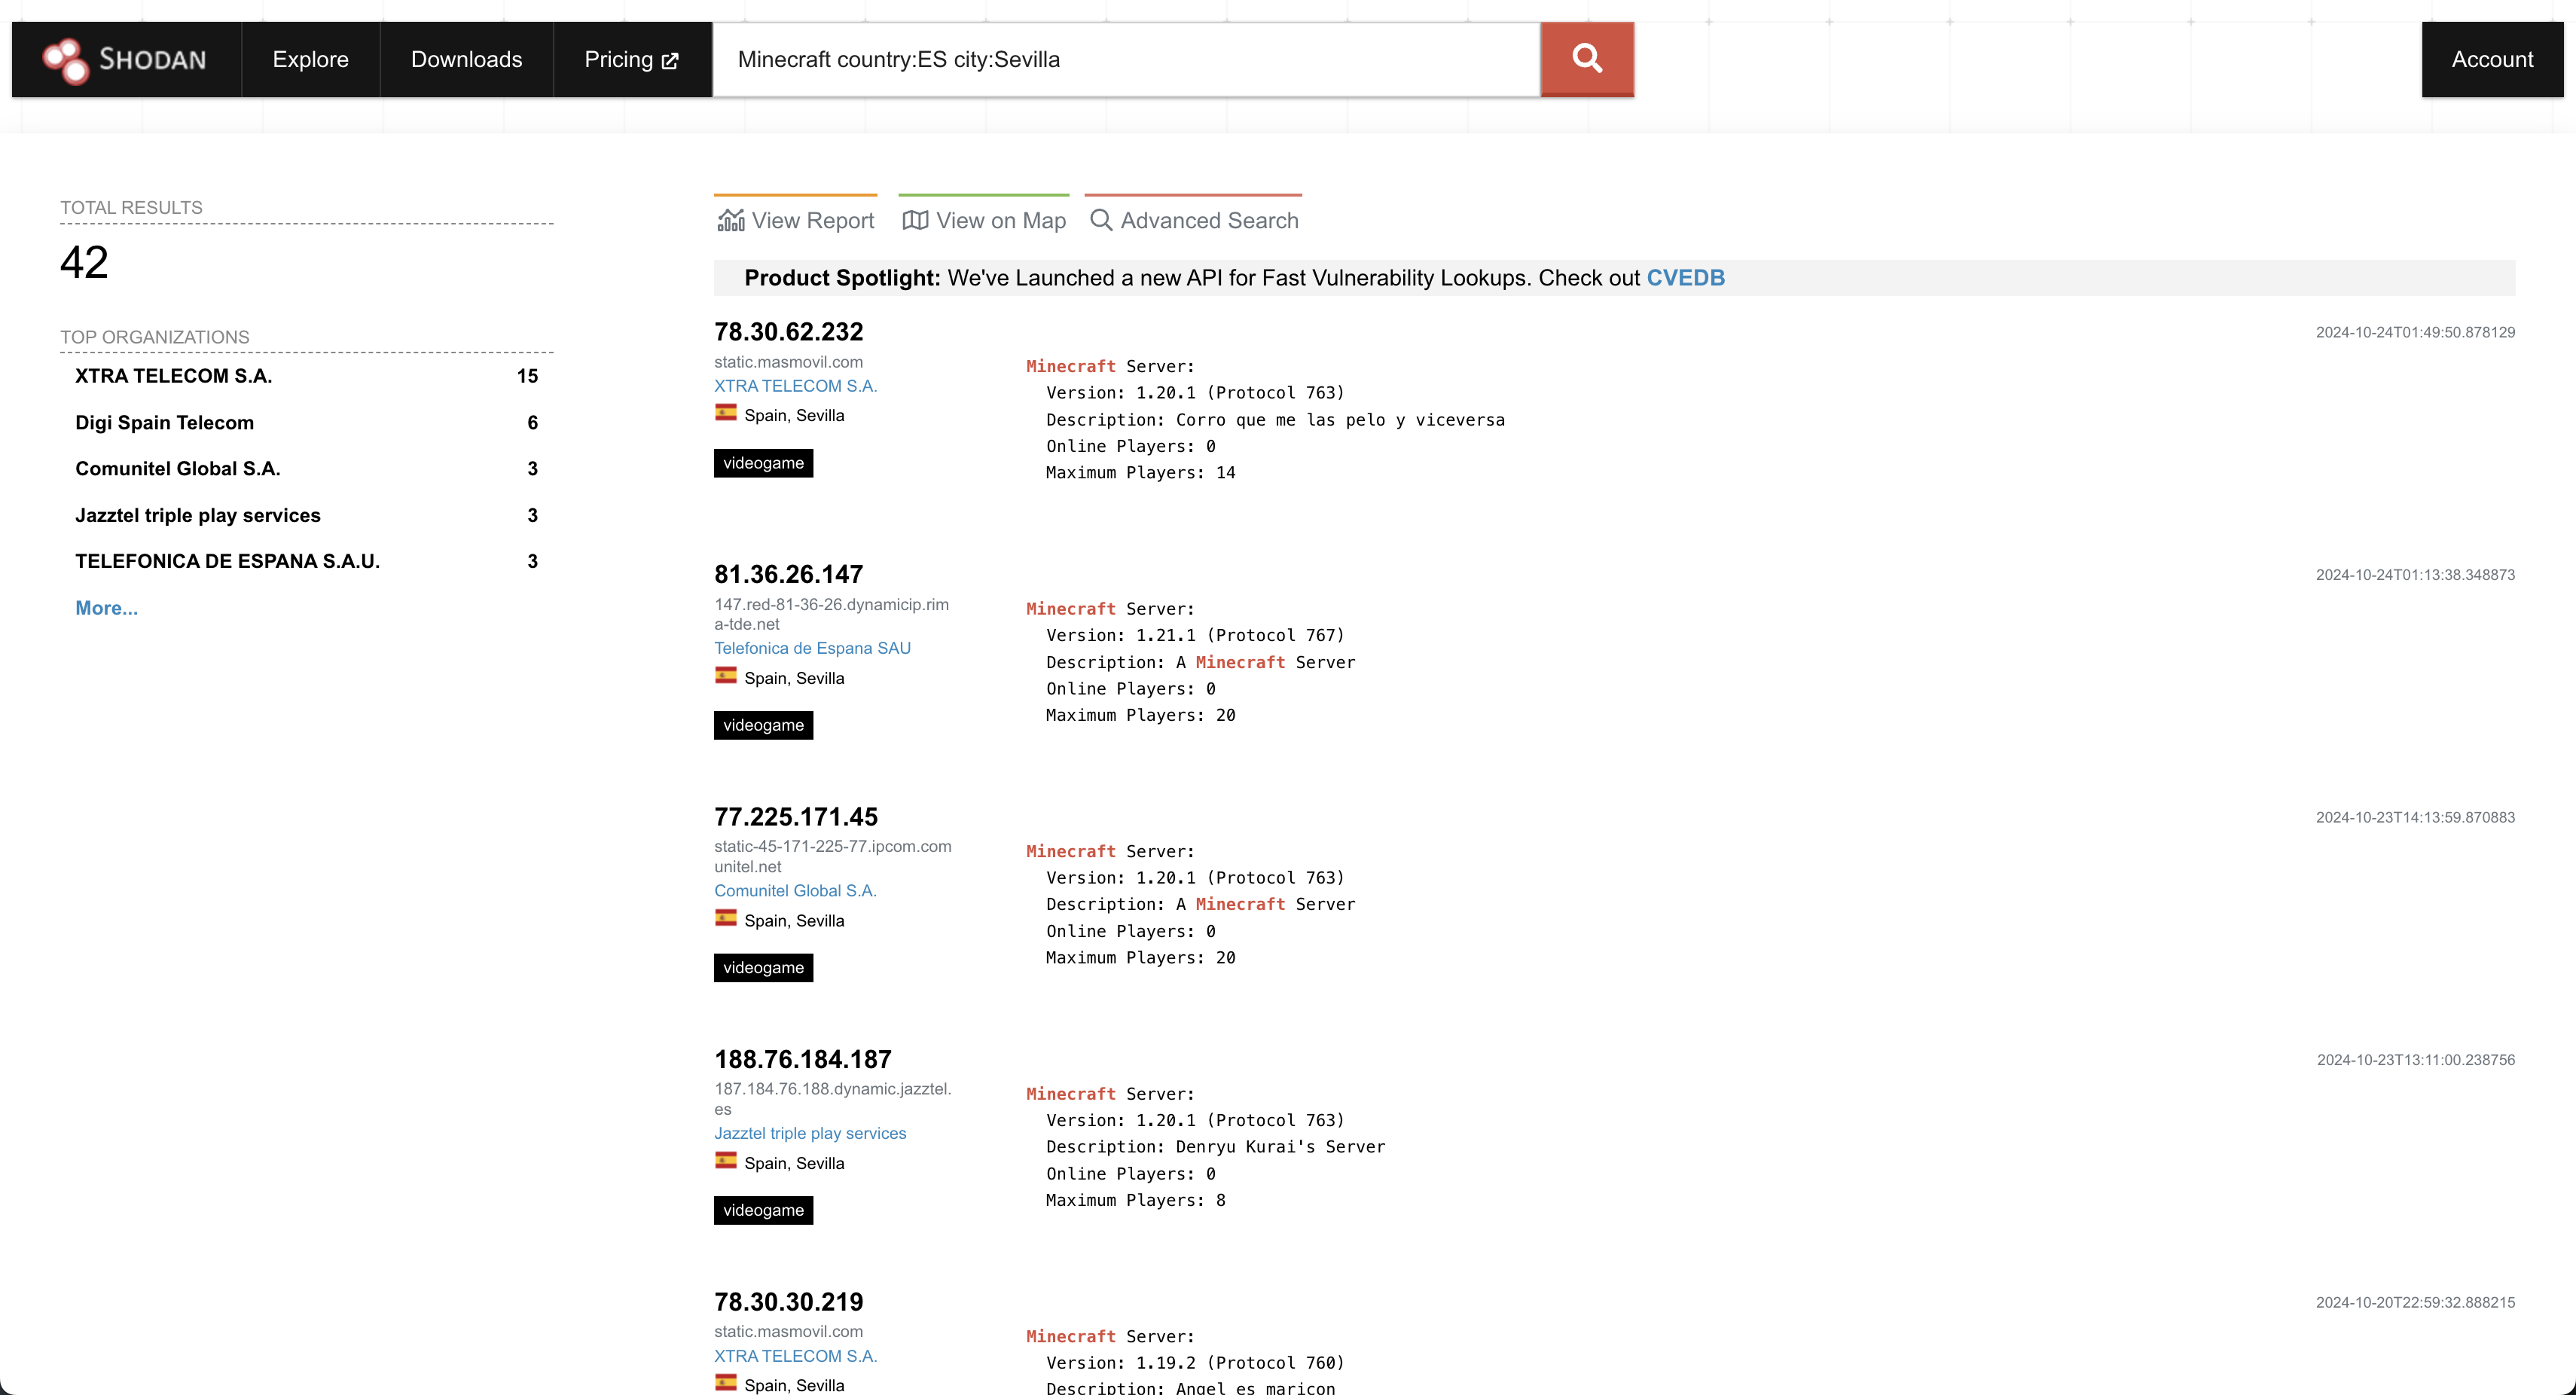 SHODAN
Explore
Downloads
Pricing
Minecraft country:ES city:Sevilla
Account
TOTAL RESULTS
42
TOP ORGANIZATIONS
XTRA TELECOM S.A. 15
Digi Spain Telecom 6
Comunitel Global S.A. 3
Jazztel triple play services 3
TELEFONICA DE ESPANA S.A.U. 3
More...
View Report
View on Map
Advanced Search
Product Spotlight: We've Launched a new API for Fast Vulnerability Lookups. Check out CVEDB
78.30.62.232
static.masmovil.com
XTRA TELECOM S.A.
Spain, Sevilla
videogame
2024-10-24T01:49:50.878129
Minecraft Server:
Version: 1.20.1 (Protocol 763)
Description: Corro que me las pelo y viceversa
Online Players: 0
Maximum Players: 14
81.36.26.147
147.red-81-36-26.dynamicip.rim
a-tde.net
Telefonica de Espana SAU
Spain, Sevilla
videogame
2024-10-24T01:13:38.348873
Minecraft Server:
Version: 1.21.1 (Protocol 767)
Description: A Minecraft Server
Online Players: 0
Maximum Players: 20
77.225.171.45
static-45-171-225-77.ipcom.com
unitel.net
Comunitel Global S.A.
Spain, Sevilla
videogame
2024-10-23T14:13:59.870883
Minecraft Server:
Version: 1.20.1 (Protocol 763)
Description: A Minecraft Server
Online Players: 0
Maximum Players: 20
188.76.184.187
187.184.76.188.dynamic.jazztel.
es
Jazztel triple play services
Spain, Sevilla
videogame
2024-10-23T13:11:00.238756
Minecraft Server:
Version: 1.20.1 (Protocol 763)
Description: Denryu Kurai's Server
Online Players: 0
Maximum Players: 8
78.30.30.219
static.masmovil.com
XTRA TELECOM S.A.
Spain, Sevilla
2024-10-20T22:59:32.888215
Minecraft Server:
Version: 1.19.2 (Protocol 760)
Description: Angel es maricon